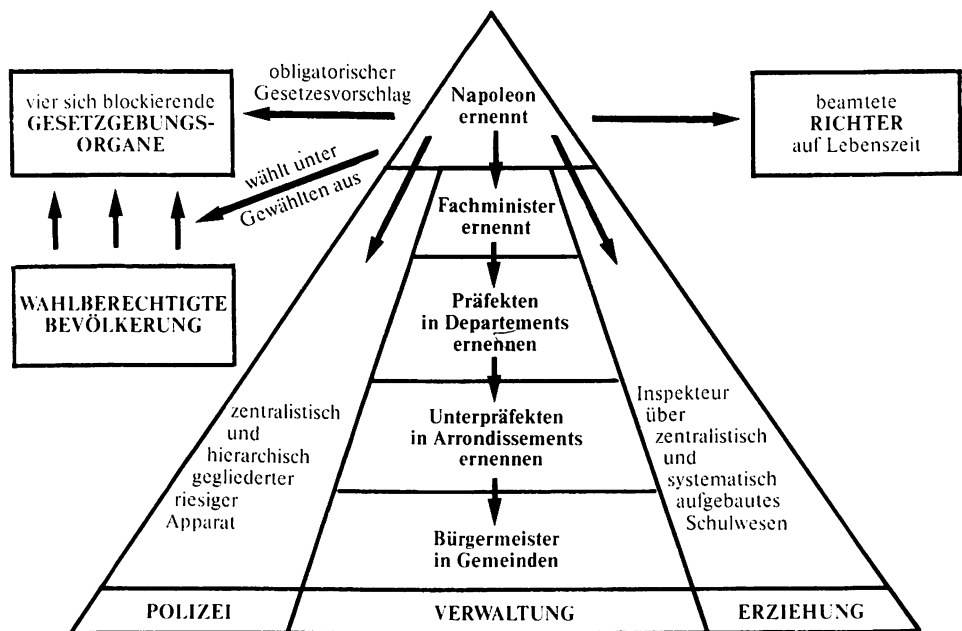 obligatorischer
Gesetzesvorschlag
vier sich blockierende
GESETZGEBUNGS-
ORGANE
Napoleon
ernennt
beamtete
RICHTER
auf Lebenszeit
wählt unter
Gewählten aus
WAHLBERECHTIGTE
BEVÖLKERUNG
Fachminister
ernennt
Präfekten
in Departements
ernennen
Unterpräfekten
in Arrondissements
ernennen
Bürgermeister
in Gemeinden
zentralistisch
und
hierarchisch
gegliederter
riesiger
Apparat
Inspekteur
über
zentralistisch
und
systematisch
aufgebautes
Schulwesen
POLIZEI
VERWALTUNG
ERZIEHUNG